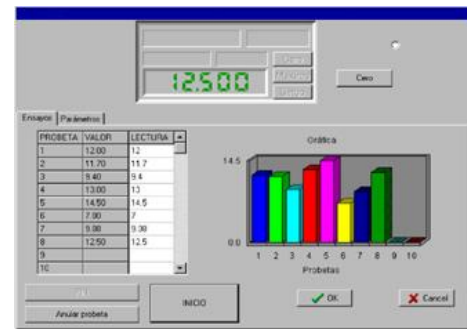 12.500
Cero
Ensayos Parámetros
PROBETA VALOR LECTURA
1 12.00 12
2 11.70 11.7
3 9.40 9.4
4 13.00 13
5 14.50 14.5
6 7.00 7
7 9.00
8 12.50 12.5
9
10
Gráfica
14.5
0.0
1 2 3 4 5 6 7 8 9 10
Probetas
Anular probeta
INICIO
OK
Cancel